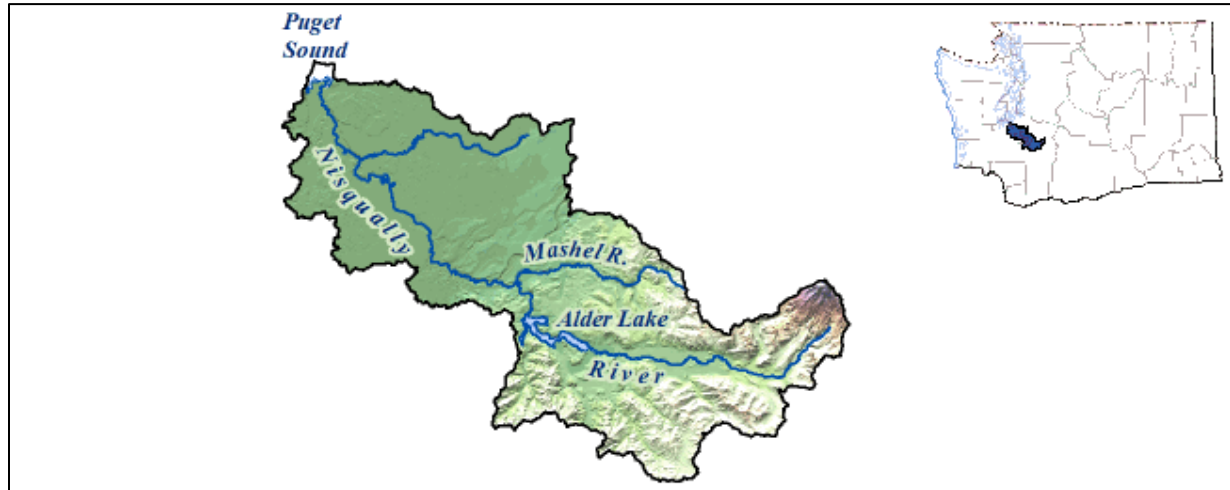 Puget
Sound
Nisqually
Mashel R.
Alder Lake
River